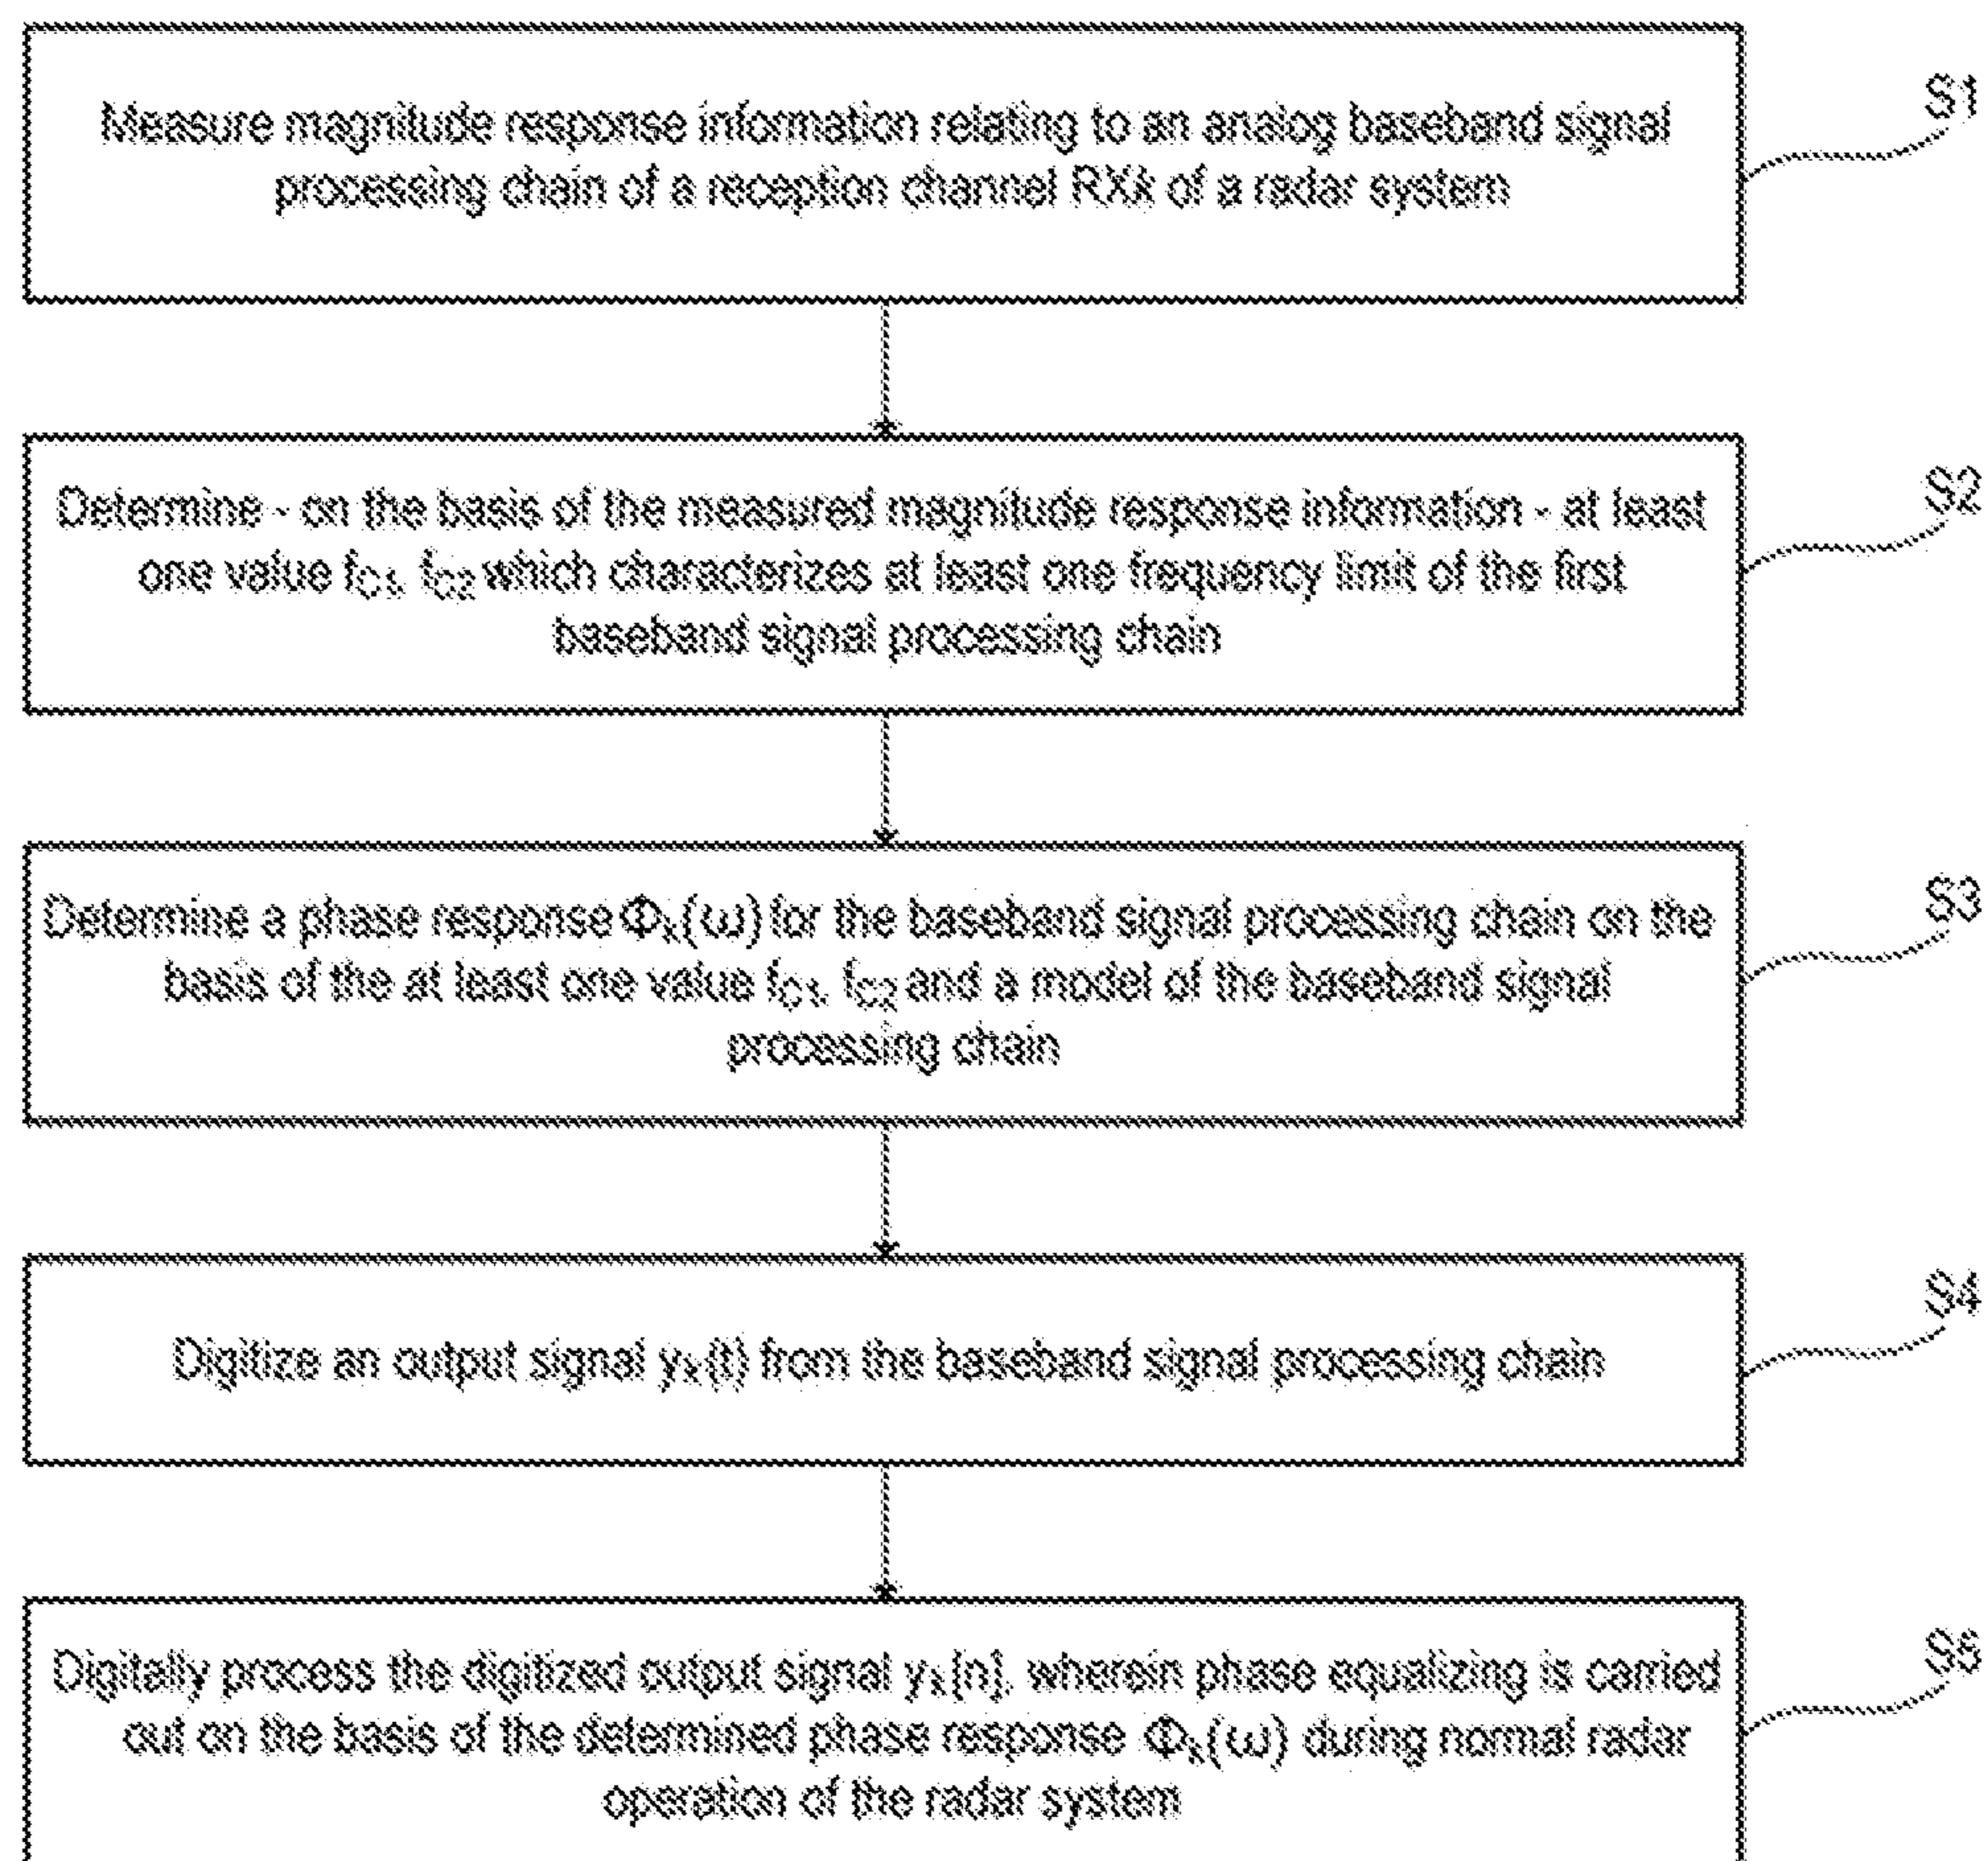 Measure magnitude response information relating to an analog baseband signal
processing chain of a reception channel RXk of a radar system
S1
Determine - on the basis of the measured magnitude response information - at least
one value fC1, fC2 which characterizes at least one frequency limit of the first
baseband signal processing chain
S2
Determine a phase response Φk(ω) for the baseband signal processing chain on the
basis of the at least one value fC1, fC2 and a model of the baseband signal
processing chain
S3
Digitize an output signal yk(t) from the baseband signal processing chain
S4
Digitally process the digitized output signal yk[n], wherein phase equalizing is carried
out on the basis of the determined phase response Φk(ω) during normal radar
operation of the radar system
S5